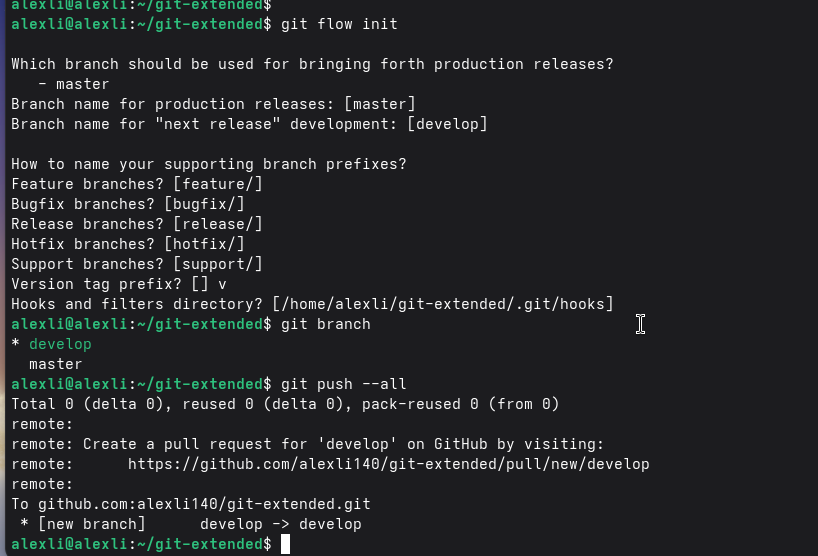 alexli@alexli:~/git-extended$
alexli@alexli:~/git-extended$ git flow init
Which branch should be used for bringing forth production releases?
   - master
Branch name for production releases: [master]
Branch name for "next release" development: [develop]
How to name your supporting branch prefixes?
Feature branches? [feature/]
Bugfix branches? [bugfix/]
Release branches? [release/]
Hotfix branches? [hotfix/]
Support branches? [support/]
Version tag prefix? [] v
Hooks and filters directory? [/home/alexli/git-extended/.git/hooks]
alexli@alexli:~/git-extended$ git branch
* develop
  master
alexli@alexli:~/git-extended$ git push --all
Total 0 (delta 0), reused 0 (delta 0), pack-reused 0 (from 0)
remote:
remote: Create a pull request for 'develop' on GitHub by visiting:
remote:      https://github.com/alexli140/git-extended/pull/new/develop
remote:
To github.com:alexli140/git-extended.git
 * [new branch]      develop -> develop
alexli@alexli:~/git-extended$